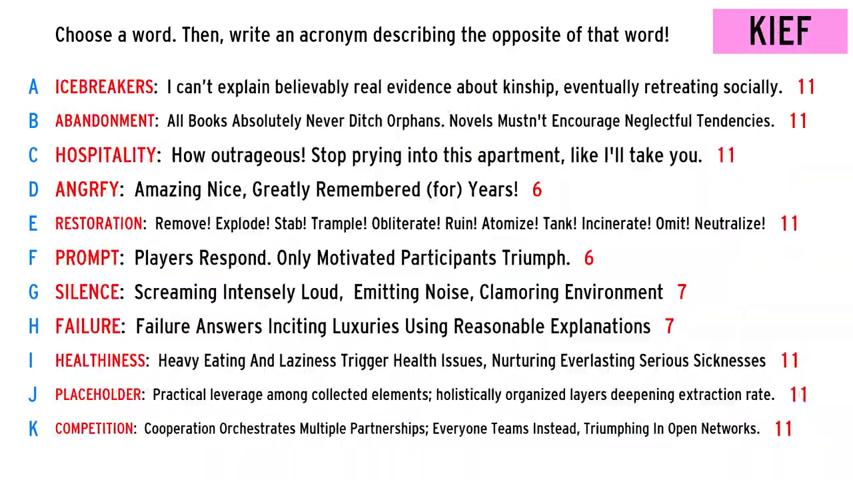 Choose a word. Then, write an acronym describing the opposite of that word!
KIEF
A ICEBREAKERS: I can't explain believably real evidence about kinship, eventually retreating socially. 11
B ABANDONMENT: All Books Absolutely Never Ditch Orphans. Novels Mustn't Encourage Neglectful Tendencies. 11
C HOSPITALITY: How outrageous! Stop prying into this apartment, like I'll take you. 11
D ANGRFY: Amazing Nice, Greatly Remembered (for) Years! 6
E RESTORATION: Remove! Explode! Stab! Trample! Obliterate! Ruin! Atomize! Tank! Incinerate! Omit! Neutralize! 11
F PROMPT: Players Respond. Only Motivated Participants Triumph. 6
G SILENCE: Screaming Intensely Loud, Emitting Noise, Clamoring Environment 7
H FAILURE: Failure Answers Inciting Luxuries Using Reasonable Explanations 7
I HEALTHINESS: Heavy Eating And Laziness Trigger Health Issues, Nurturing Everlasting Serious Sicknesses 11
J PLACEHOLDER: Practical leverage among collected elements; holistically organized layers deepening extraction rate. 11
K COMPETITION: Cooperation Orchestrates Multiple Partnerships; Everyone Teams Instead, Triumphing In Open Networks. 11